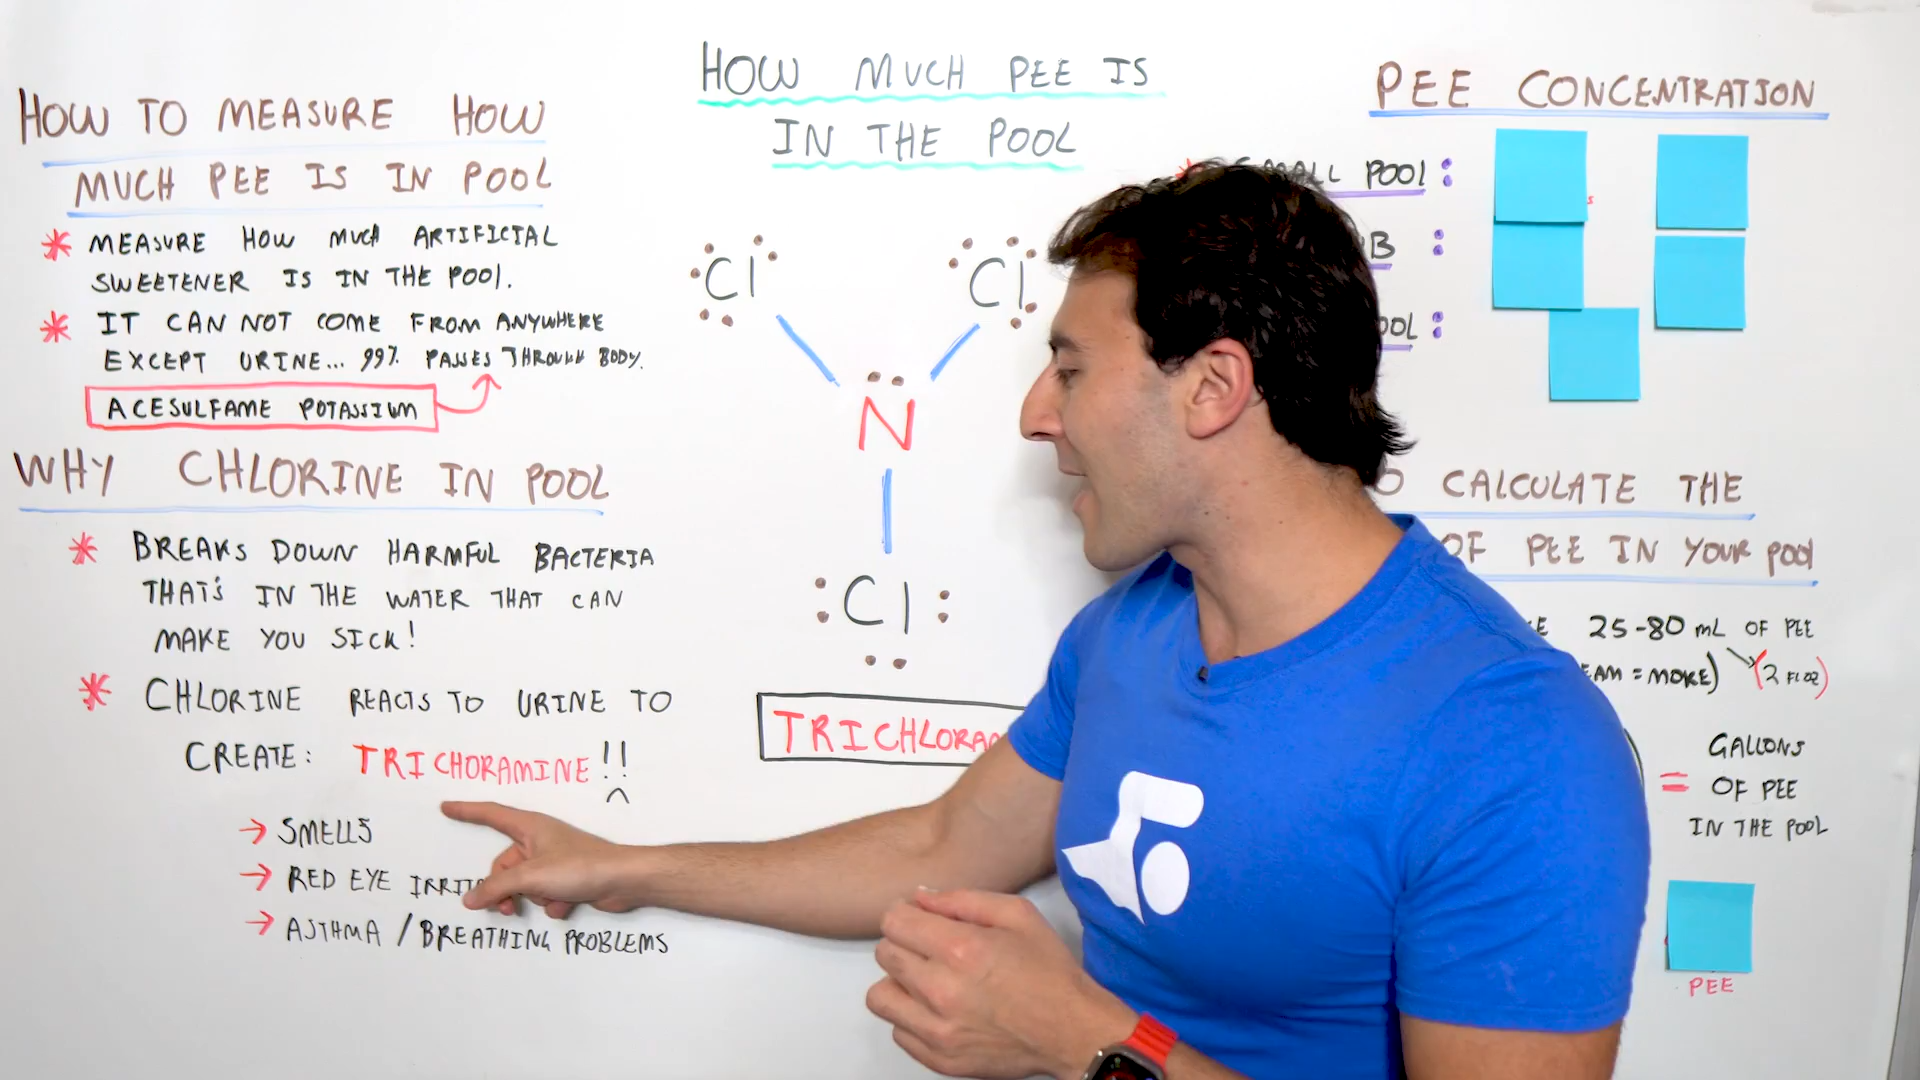 HOW TO MEASURE HOW
MUCH PEE IS IN POOL
* MEASURE HOW MUCH ARTIFICIAL
SWEETENER IS IN THE POOL.
* IT CAN NOT COME FROM ANYWHERE
EXCEPT URINE... 99% PASSES THROUGH BODY.
ACESULFAME POTASSIUM
WHY CHLORINE IN POOL
* BREAKS DOWN HARMFUL BACTERIA
THAT'S IN THE WATER THAT CAN
MAKE YOU SICK!
* CHLORINE REACTS TO URINE TO
CREATE: TRICHORAMINE!!
→ SMELLS
→ RED EYE
→ ASTHMA / BREATHING PROBLEMS
HOW MUCH PEE IS
IN THE POOL
Cl
Cl
N
Cl
TRICHLORAM
PEE CONCENTRATION
SMALL POOL:
B :
OOL :
O CALCULATE THE
OF PEE IN YOUR POOL
25-80 mL OF PEE
EAM = MORE) (2 FL OZ)
= GALLONS
OF PEE
IN THE POOL
PEE